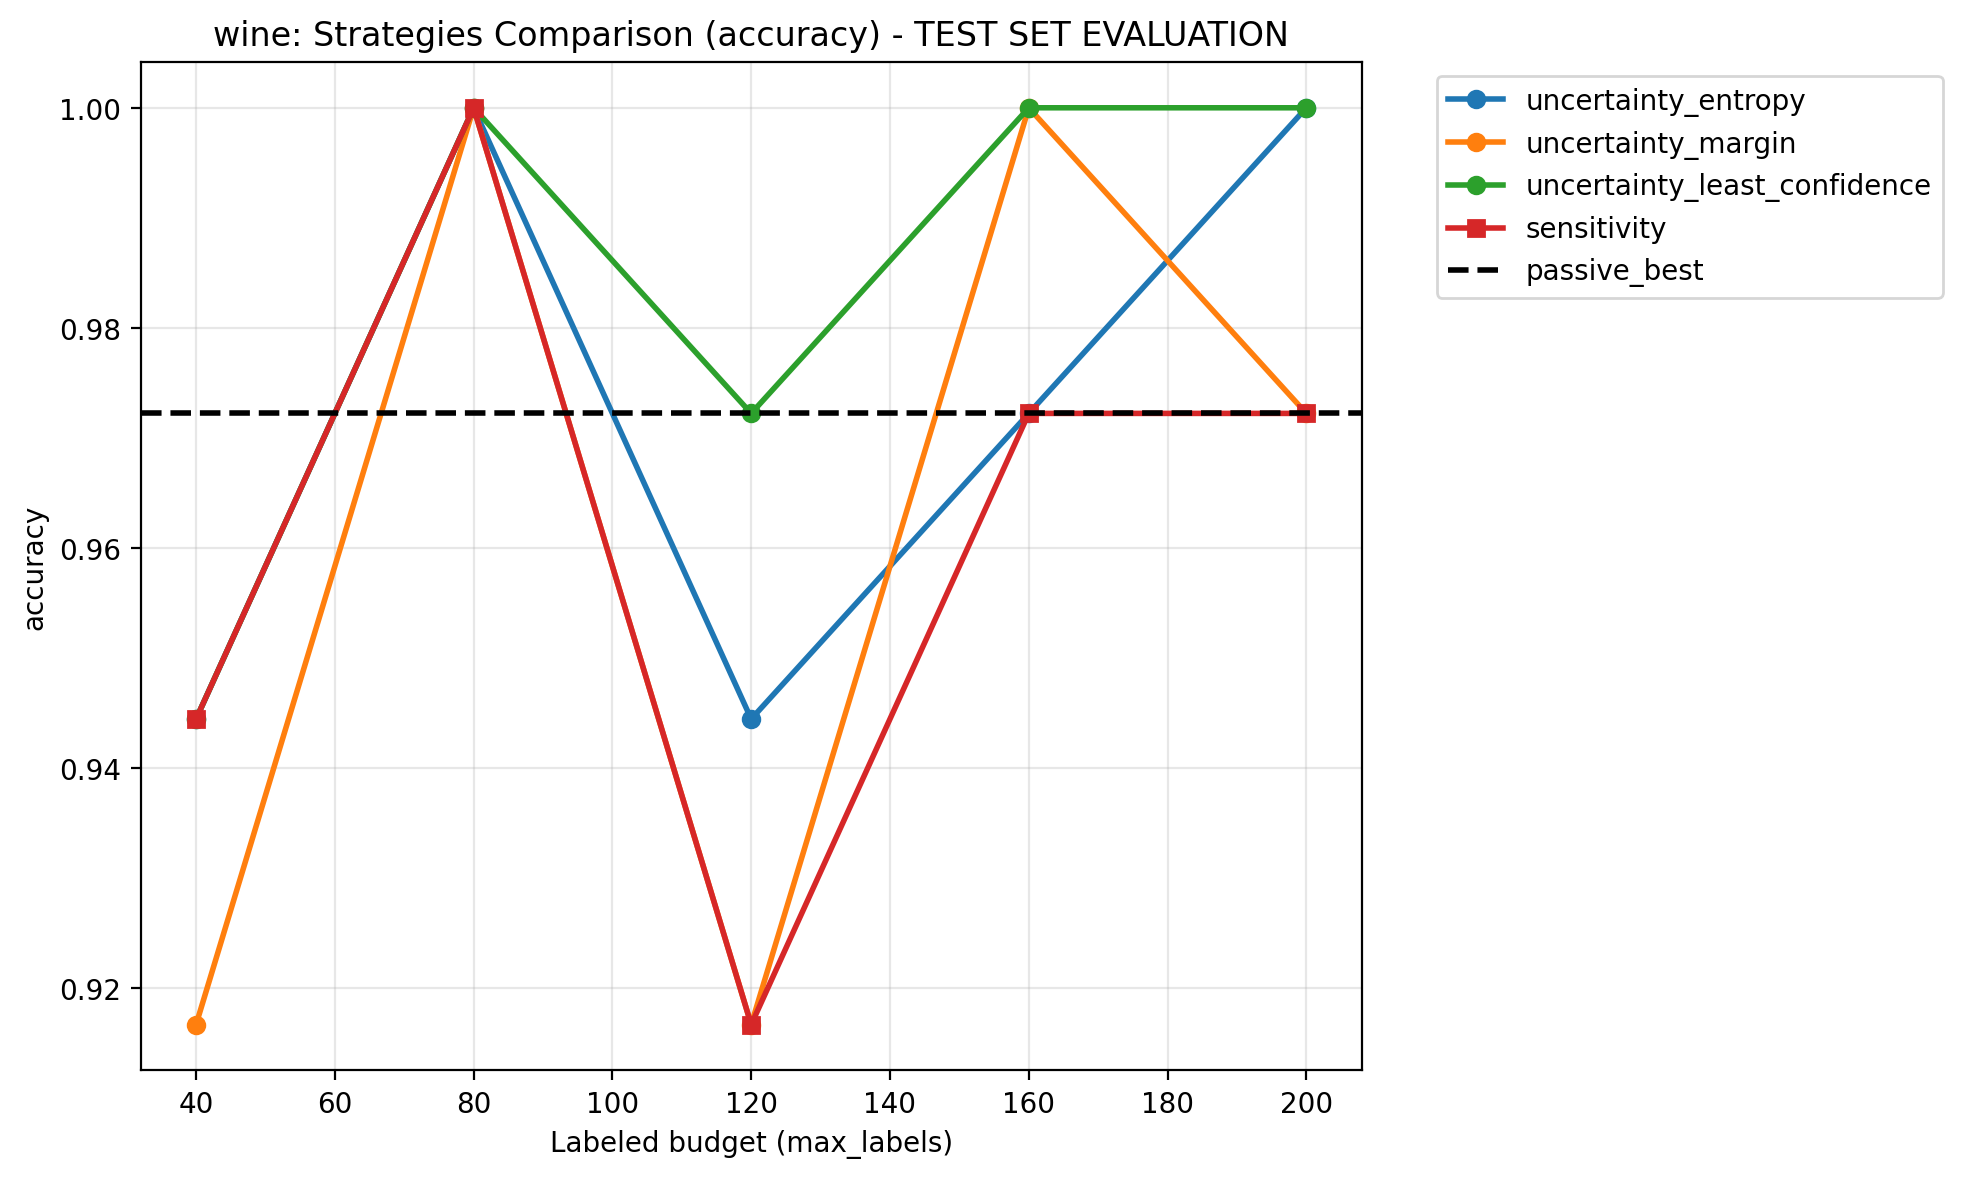 wine: Strategies Comparison (accuracy) - TEST SET EVALUATION
1.00
0.98
0.96
0.94
0.92
accuracy
40 60 80 100 120 140 160 180 200
Labeled budget (max_labels)
uncertainty_entropy
uncertainty_margin
uncertainty_least_confidence
sensitivity
passive_best